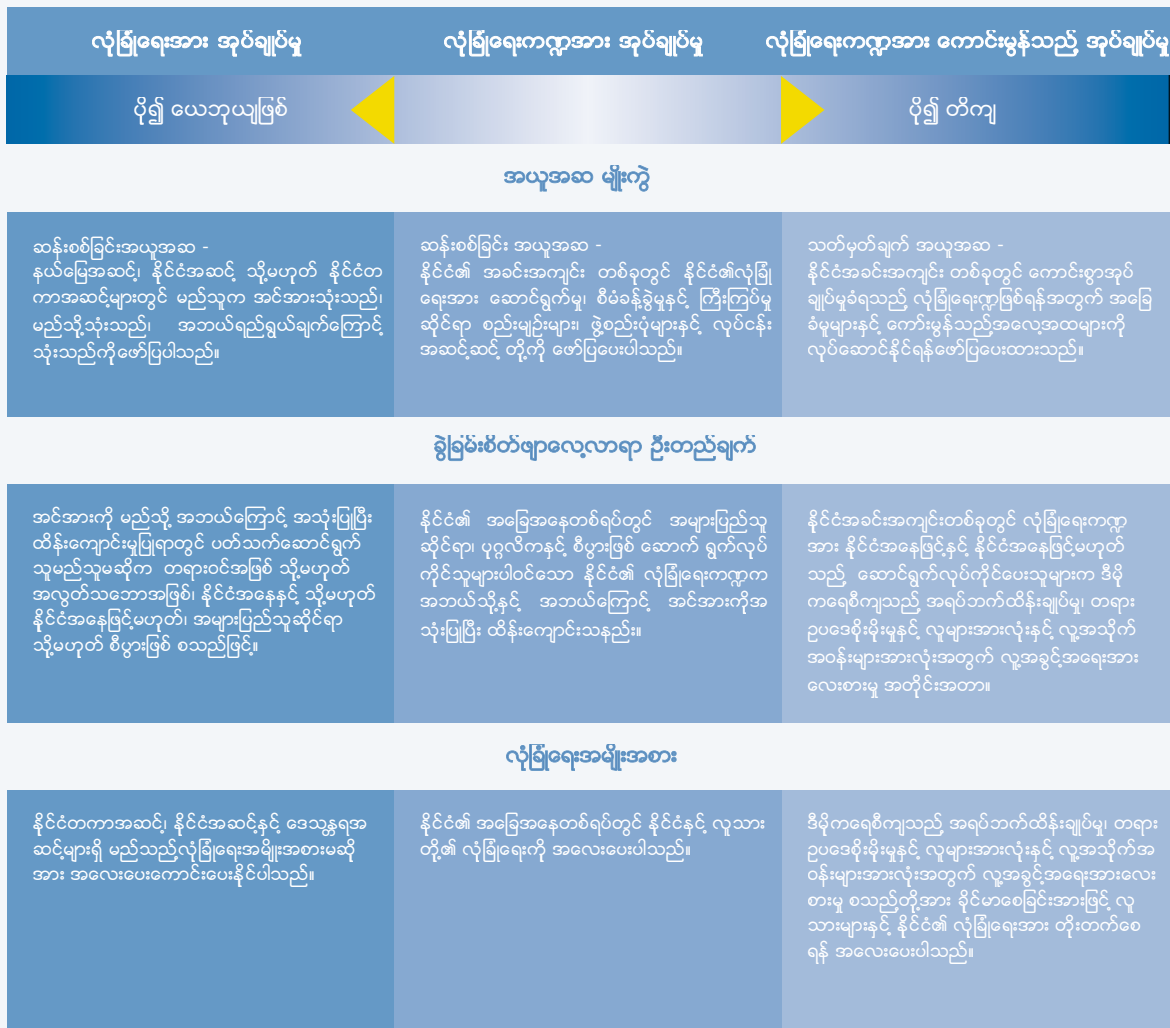 လုံခြုံရေးအား အုပ်ချုပ်မှု
လုံခြုံရေးကဏ္ဍအား အုပ်ချုပ်မှု
လုံခြုံရေးကဏ္ဍအား ကောင်းမွန်သည့် အုပ်ချုပ်မှု
ပို၍ ယေဘုယျဖြစ်
ပို၍ တိကျ
အယူအဆ မျိုးကွဲ
ဆန်းစစ်ခြင်းအယူအဆ -
နယ်မြေအဆင့်၊ နိုင်ငံအဆင့် သို့မဟုတ် နိုင်ငံတ
ကာအဆင့်များတွင် မည်သူက အင်အားသုံးသည်၊
မည်သို့သုံးသည်၊ အဘယ်ရည်ရွယ်ချက်ကြောင့်
သုံးသည်ကိုဖော်ပြပါသည်။
ဆန်းစစ်ခြင်း အယူအဆ -
နိုင်ငံ၏ အခင်းအကျင်း တစ်ခုတွင် နိုင်ငံ၏လုံခြုံ
ရေးအား ဆောင်ရွက်မှု၊ စီမံခန့်ခွဲမှုနှင့် ကြီးကြပ်မှု
ဆိုင်ရာ စည်းမျဉ်းများ၊ ဖွဲ့စည်းပုံများနှင့် လုပ်ငန်း
အဆင့်ဆင့် တို့ကို ဖော်ပြပေးပါသည်။
သတ်မှတ်ချက် အယူအဆ -
နိုင်ငံအခင်းအကျင်း တစ်ခုတွင် ကောင်းစွာအုပ်
ချုပ်မှုခံရသည့် လုံခြုံရေးဏ္ဍဖြစ်ရန်အတွက် အခြေ
ခံမူများနှင့် ကော်းမွန်သည့်အလေ့အထများကို
လုပ်ဆောင်နိုင်ရန်ဖော်ပြပေးထားသည်။
ခွဲခြမ်းစိတ်ဖျာလေ့လာရာ ဦးတည်ချက်
အင်အားကို မည်သို့ အဘယ်ကြောင့် အသုံးပြုပြီး
ထိန်းကျောင်းမှုပြုရာတွင် ပတ်သက်ဆောင်ရွက်
သူမည်သူမဆိုက တရားဝင်အဖြစ် သို့မဟုတ်
အလွတ်သဘောအဖြစ်၊ နိုင်ငံအနေနှင့် သို့မဟုတ်
နိုင်ငံအနေဖြင့်မဟုတ်၊ အများပြည်သူဆိုင်ရာ
သို့မဟုတ် စီပွားဖြစ် စသည်ဖြင့်။
နိုင်ငံ၏ အခြေအနေတစ်ရပ်တွင် အများပြည်သူ
ဆိုင်ရာ၊ ပုဂ္ဂလိကနှင့် စီပွားဖြစ် ဆောက် ရွက်လုပ်
ကိုင်သူများပါဝင်သော နိုင်ငံ၏ လုံခြုံရေးကဏ္ဍက
အဘယ်သို့နှင့် အဘယ်ကြောင့် အင်အားကိုအ
သုံးပြုပြီး ထိန်းကျောင်းသနည်း။
နိုင်ငံအခင်းအကျင်းတစ်ခုတွင် လုံခြုံရေးကဏ္ဍ
အား နိုင်ငံအနေဖြင့်နှင့် နိုင်ငံအနေဖြင့်မဟုတ်
သည့် ဆောင်ရွက်လုပ်ကိုင်ပေးသူများက ဒီမို
ကရေစီကျသည့် အရပ်ဘက်ထိန်းချုပ်မှု၊ တရား
ဥပဒေစိုးမိုးမှုနှင့် လူများအားလုံးနှင့် လူ့အသိုက်
အဝန်းများအားလုံးအတွက် လူ့အခွင့်အရေးအား
လေးစားမှု အတိုင်းအတာ။
လုံခြုံရေးအမျိုးအစား
နိုင်ငံတကာအဆင့်၊ နိုင်ငံအဆင့်နှင့် ဒေသန္တရအ
ဆင့်များရှိ မည်သည့်လုံခြုံရေးအမျိုးအစားမဆို
အား အလေးပေးကောင်းပေးနိုင်ပါသည်။
နိုင်ငံ၏ အခြေအနေတစ်ရပ်တွင် နိုင်ငံနှင့် လူသား
တို့၏ လုံခြုံရေးကို အလေးပေးပါသည်။
ဒီမိုကရေစီကျသည့် အရပ်ဘက်ထိန်းချုပ်မှု၊ တရား
ဥပဒေစိုးမိုးမှုနှင့် လူများအားလုံးနှင့် လူ့အသိုက်အ
ဝန်းများအားလုံးအတွက် လူ့အခွင့်အရေးအားလေး
စားမှု စသည့်တို့အား ခိုင်မာစေခြင်းအားဖြင့် လူ
သားများနှင့် နိုင်ငံ၏ လုံခြုံရေးအား တိုးတက်စေ
ရန် အလေးပေးပါသည်။